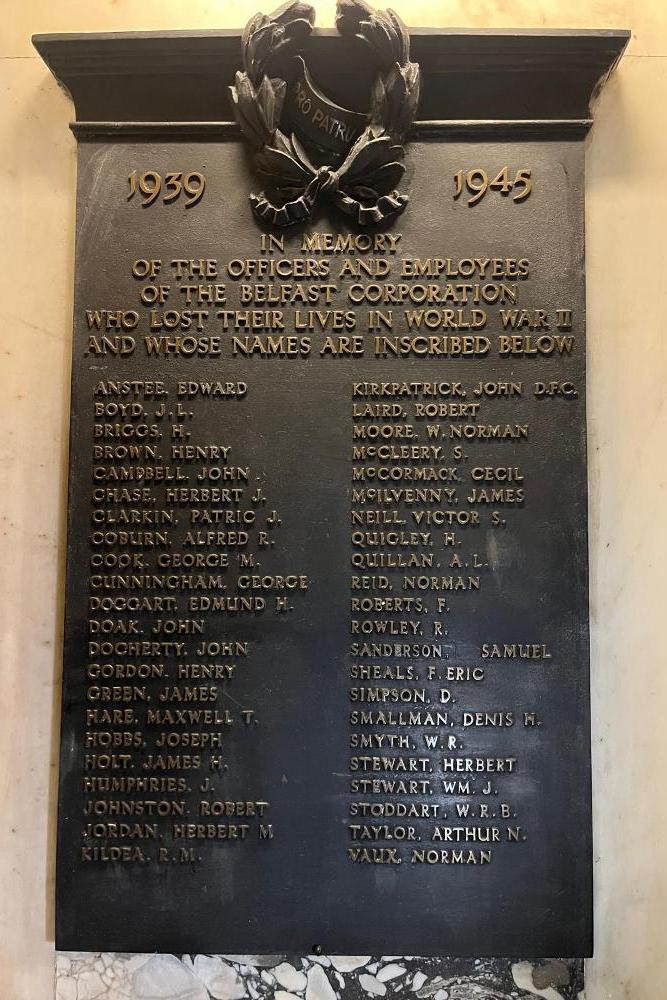 PRO PATRIA
1939 1945
IN MEMORY
OF THE OFFICERS AND EMPLOYEES
OF THE BELFAST CORPORATION
WHO LOST THEIR LIVES IN WORLD WAR II
AND WHOSE NAMES ARE INSCRIBED BELOW
ANSTEE, EDWARD
BOYD, J.L.
BRIGGS, H.
BROWN, HENRY
CAMPBELL, JOHN
CHASE, HERBERT J.
CLARKIN, PATRIC J.
COBURN, ALFRED R.
COOK, GEORGE M.
CUNNINGHAM, GEORGE
DOGGART, EDMUND H.
DOAK, JOHN
DOCHERTY, JOHN
GORDON, HENRY
GREEN, JAMES
HARE, MAXWELL T.
HOBBS, JOSEPH
HOLT, JAMES H.
HUMPHRIES, J.
JOHNSTON, ROBERT
JORDAN, HERBERT M
KILDEA, R.M.
KIRKPATRICK, JOHN D.F.C.
LAIRD, ROBERT
MOORE, W. NORMAN
McCLEERY, S.
McCORMACK, CECIL
McILVENNY, JAMES
NEILL, VICTOR S.
QUIGLEY, H.
QUILLAN, A.L.
REID, NORMAN
ROBERTS, F.
ROWLEY, R.
SANDERSON, SAMUEL
SHEALS, F. ERIC
SIMPSON, D.
SMALLMAN, DENIS H.
SMYTH, W.R.
STEWART, HERBERT
STEWART, WM. J.
STODDART, W.R.B.
TAYLOR, ARTHUR N.
VAUX, NORMAN